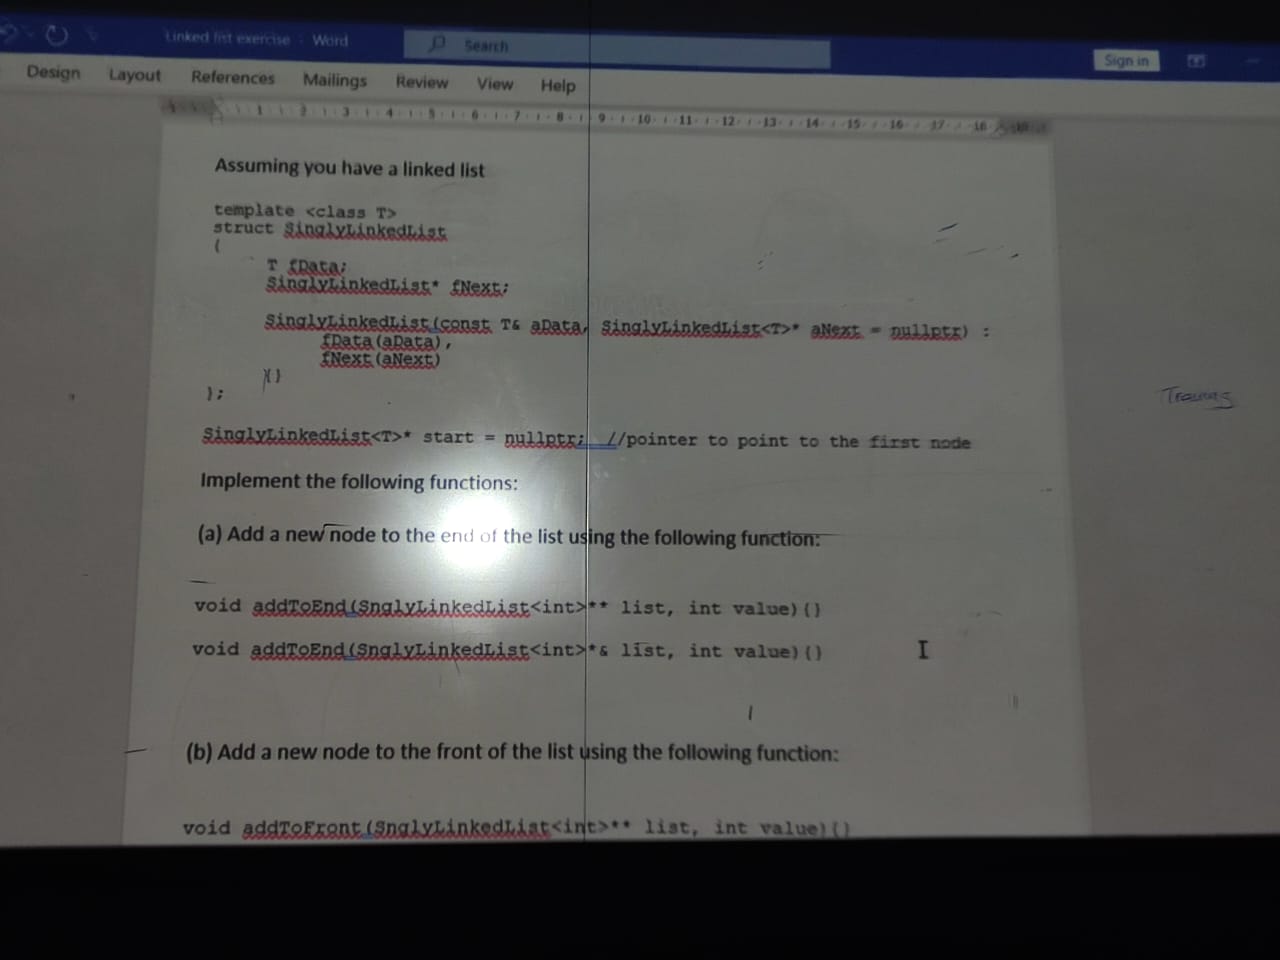 Linked list exercise - Word
Search
Sign in
Design Layout References Mailings Review View Help
1 2 3 4 5 6 7 8 9 10 11 12 13 14 15 16 17 18
Assuming you have a linked list
template <class T>
struct SinglyLinkedList
{
T fData;
SinglyLinkedList* fNext;
SinglyLinkedList(const T& aData, SinglyLinkedList<T>* aNext = nullptr) :
fData(aData),
fNext(aNext)
{}
};
SinglyLinkedList<T>* start = nullptr; //pointer to point to the first node
Implement the following functions:
(a) Add a new node to the end of the list using the following function:
void addToEnd(SnglyLinkedList<int>** list, int value){}
void addToEnd(SnglyLinkedList<int>*& list, int value){}
(b) Add a new node to the front of the list using the following function:
void addToFront(SnglyLinkedList<int>** list, int value){}